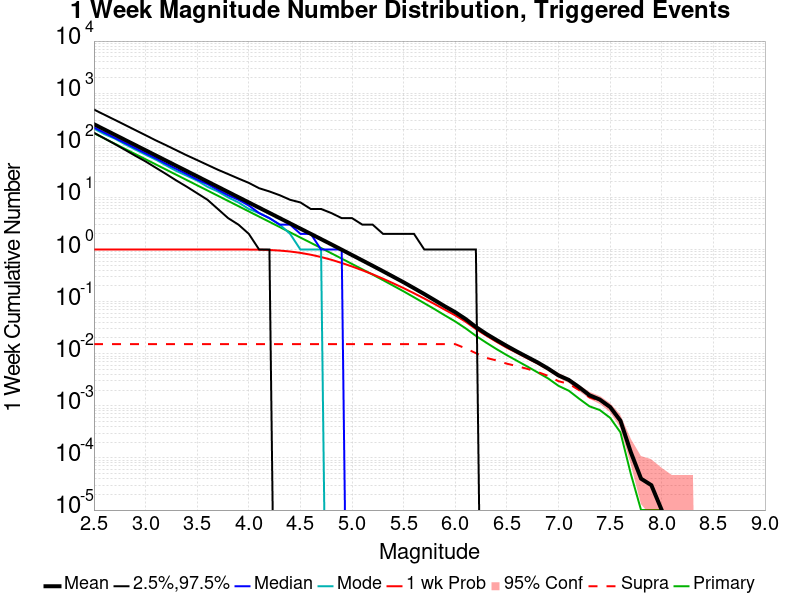 1 Week Magnitude Number Distribution, Triggered Events
1 Week Cumulative Number
10^4
10^3
10^2
10^1
10^0
10^-1
10^-2
10^-3
10^-4
10^-5
2.5 3.0 3.5 4.0 4.5 5.0 5.5 6.0 6.5 7.0 7.5 8.0 8.5 9.0
Magnitude
Mean 2.5%,97.5% Median Mode 1 wk Prob 95% Conf Supra Primary